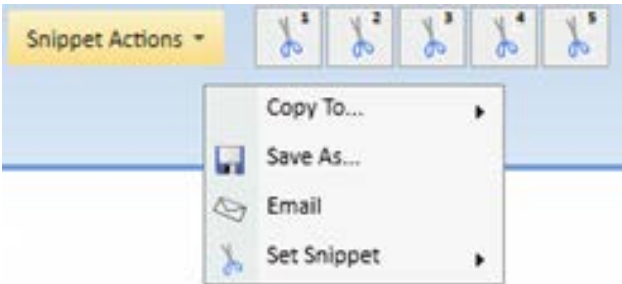 Snippet Actions
1 2 3 4 5
Copy To...
Save As...
Email
Set Snippet